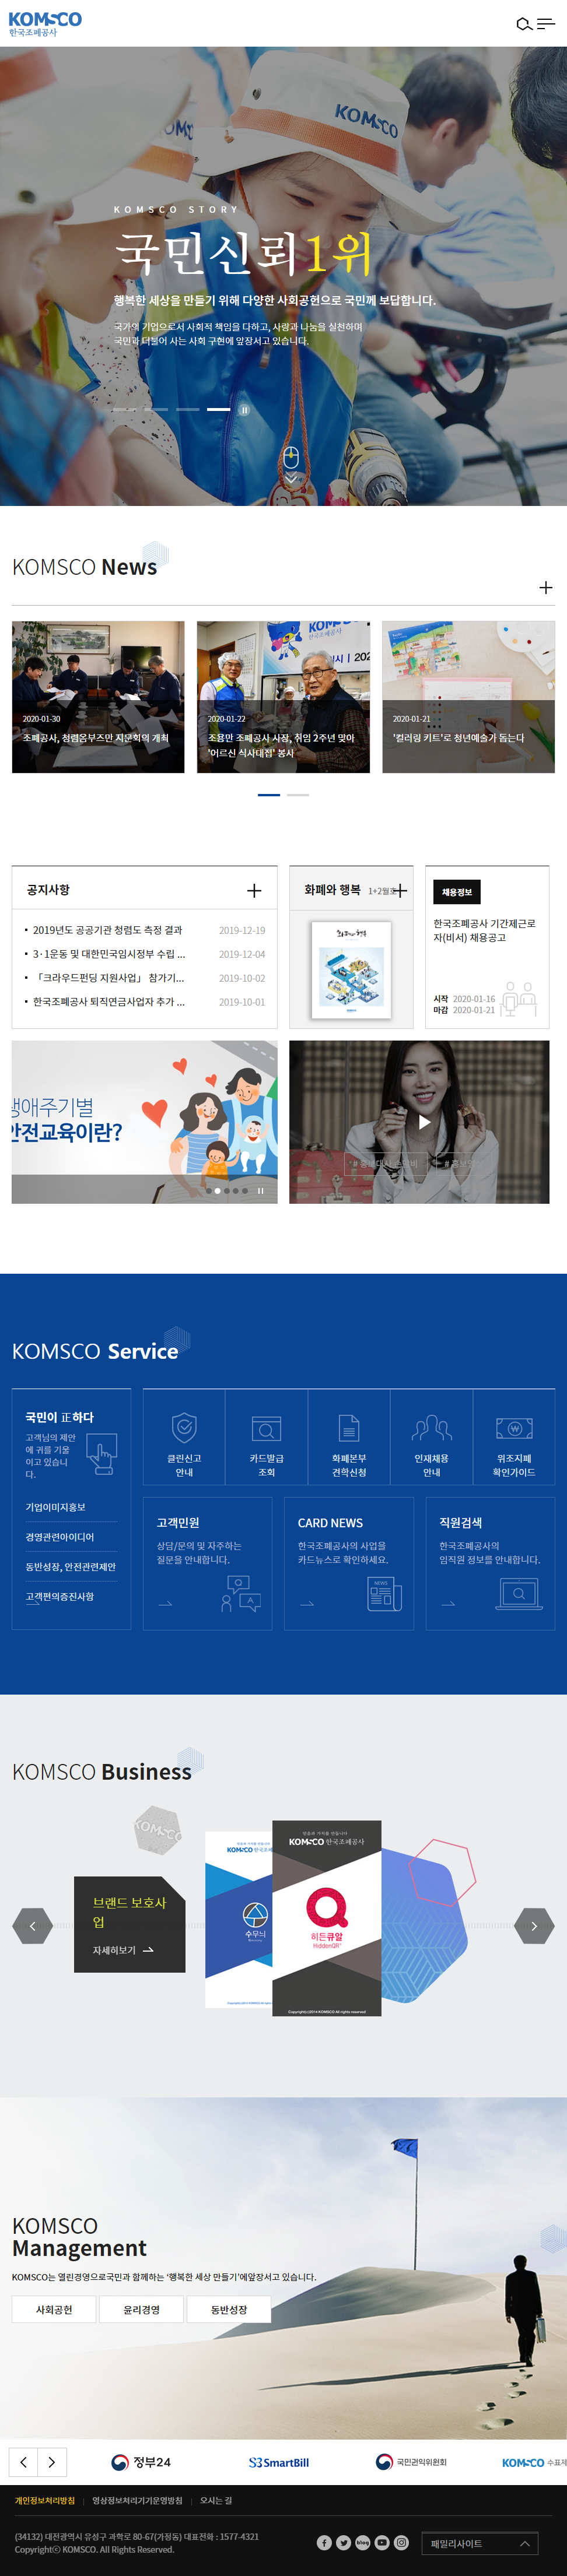 KOMSCO
한국조폐공사
KOMSCO
KOMSCO STORY
국민신뢰1위
행복한 세상을 만들기 위해 다양한 사회공헌으로 국민께 보답합니다.
국가의 기업으로서 사회적 책임을 다하고, 사랑과 나눔을 실천하며
국민과 더불어 사는 사회 구현에 앞장서고 있습니다.
KOMSCO News
2020-01-30
조폐공사, 청렴옴부즈만 자문회의 개최
2020-01-22
조용만 조폐공사 사장, 취임 2주년 맞아
'어르신 식사대접' 봉사
2020-01-21
'컬러링 키트'로 청년예술가 돕는다
공지사항
2019년도 공공기관 청렴도 측정 결과 2019-12-19
3·1운동 및 대한민국임시정부 수립 ... 2019-12-04
「크라우드펀딩 지원사업」 참가기... 2019-10-02
한국조폐공사 퇴직연금사업자 추가 ... 2019-10-01
화폐와 행복 1+2월호
화폐와 행복
채용정보
한국조폐공사 기간제근로
자(비서) 채용공고
시작 2020-01-16
마감 2020-01-21
생애주기별
안전교육이란?
KOMSCO Service
국민이 正하다
고객님의 제안
에 귀를 기울
이고 있습니
다.
기업이미지홍보
경영관련아이디어
동반성장, 안전관련제안
고객편의증진사항
클린신고
안내
카드발급
조회
화폐본부
견학신청
인재채용
안내
위조지폐
확인가이드
고객민원
상담/문의 및 자주하는
질문을 안내합니다.
CARD NEWS
한국조폐공사의 사업을
카드뉴스로 확인하세요.
NEWS
직원검색
한국조폐공사의
임직원 정보를 안내합니다.
KOMSCO Business
KOMSCO
브랜드 보호사
업
자세히보기
KOMSCO 한국조폐
수무늬
믿음과 가치를 만듭니다
KOMSCO 한국조폐공사
히든큐알
HiddenQR
Copyright(c)2014 KOMSCO All rights reserved
KOMSCO
Management
KOMSCO는 열린경영으로국민과 함께하는 '행복한 세상 만들기'에앞장서고 있습니다.
사회공헌 윤리경영 동반성장
정부24
S3 SmartBill
국민권익위원회
KOMSCO 수표제
개인정보처리방침 영상정보처리기기운영방침 오시는 길
(34132) 대전광역시 유성구 과학로 80-67(가정동) 대표전화 : 1577-4321
Copyrightⓒ KOMSCO. All Rights Reserved.
blog
패밀리사이트